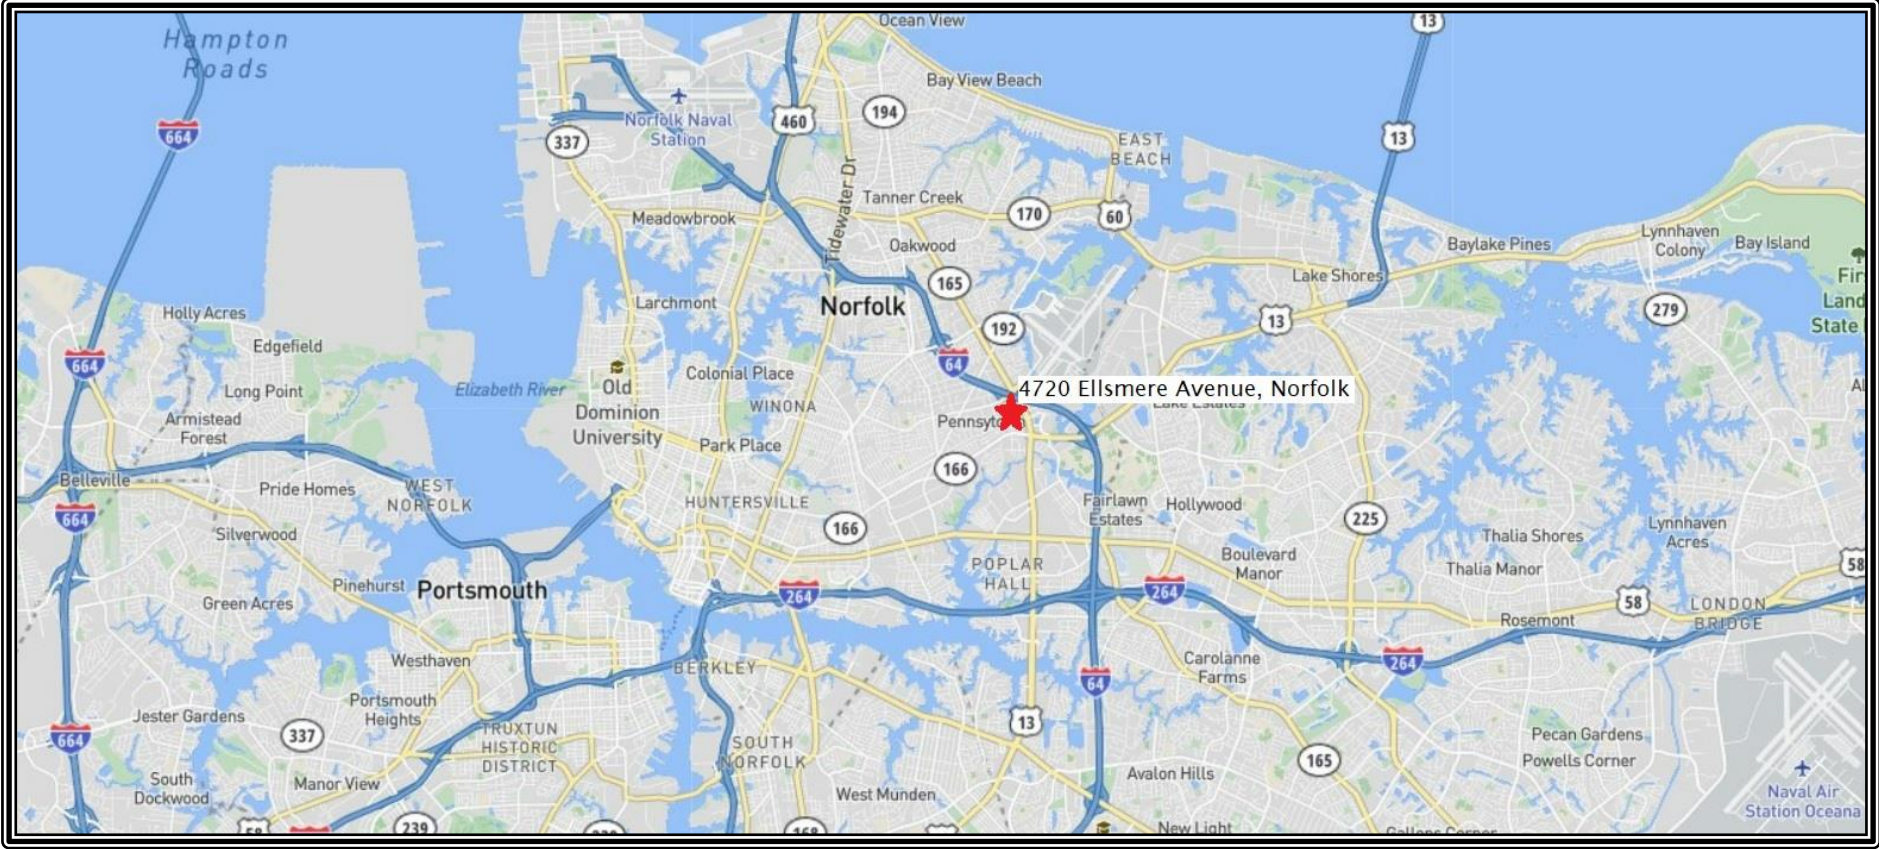 Hampton
Roads
Ocean View
13
Bay View Beach
664
337
Norfolk Naval
Station
460
194
13
EAST
BEACH
Tidewater Dr
Tanner Creek
Meadowbrook
170
60
Oakwood
Baylake Pines
Lynnhaven
Colony
Bay Island
Lake Shores
165
Larchmont
Norfolk
Holly Acres
192
13
279
Land
State
Edgefield
664
64
Long Point
Elizabeth River
Old
Dominion
University
Colonial Place
4720 Ellsmere Avenue, Norfolk
WINONA
Armistead
Forest
Park Place
166
Belleville
Pride Homes
WEST
NORFOLK
HUNTERSVILLE
Fairlawn
Estates
Hollywood
664
166
225
Silverwood
Thalia Shores
Lynnhaven
Acres
POPLAR
HALL
Boulevard
Manor
Thalia Manor
58
Pinehurst
Portsmouth
264
264
58
Green Acres
LONDON
BRIDGE
Rosemont
Westhaven
BERKLEY
Carolanne
Farms
264
64
Portsmouth
Heights
Jester Gardens
337
664
TRUXTUN
HISTORIC
DISTRICT
SOUTH
NORFOLK
13
165
Pecan Gardens
Powells Corner
South
Dockwood
Manor View
West Munden
Avalon Hills
Naval Air
Station Oceana
239
168
New Light